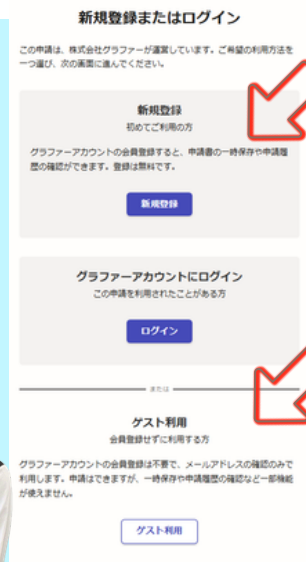 新規登録またはログイン
この申請は、株式会社グラファーが運営しています。ご希望の利用方法を
一つ選び、次の画面に進んでください。
新規登録
初めてご利用の方
グラファーアカウントの会員登録すると、申請書の一時保存や申請履
歴の確認ができます。登録は無料です。
新規登録
グラファーアカウントにログイン
この申請を利用されたことがある方
ログイン
または
ゲスト利用
会員登録せずに利用する方
グラファーアカウントの会員登録は不要で、メールアドレスの確認のみで
利用します。申請はできますが、一時保存や申請履歴の確認など一部機能
が使えません。
ゲスト利用